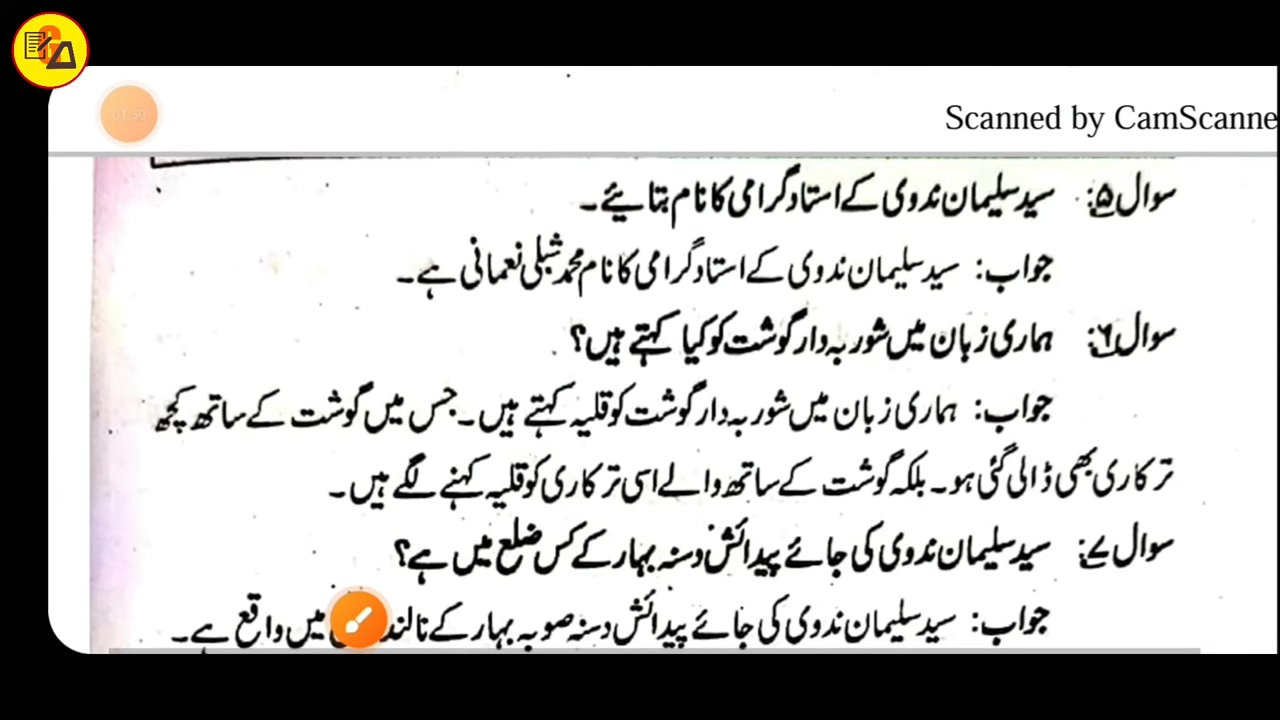 01:50
Scanned by CamScanne
سوال ۵: سید سلیمان ندوی کے استاد گرامی کا نام بتایئے۔
جواب: سید سلیمان ندوی کے استاد گرامی کا نام محمد شبلی نعمانی ہے۔
سوال ۶: ہماری زبان میں شوربہ دار گوشت کو کیا کہتے ہیں؟
جواب: ہماری زبان میں شوربہ دار گوشت کو قلیہ کہتے ہیں۔ جس میں گوشت کے ساتھ کچھ
ترکاری بھی ڈالی گئی ہو۔ بلکہ گوشت کے ساتھ والے اسی ترکاری کو قلیہ کہنے لگے ہیں۔
سوال ۷: سید سلیمان ندوی کی جائے پیدائش دسنہ بہار کے کس ضلع میں ہے؟
جواب: سید سلیمان ندوی کی جائے پیدائش دسنہ صوبہ بہار کے میں واقع ہے۔